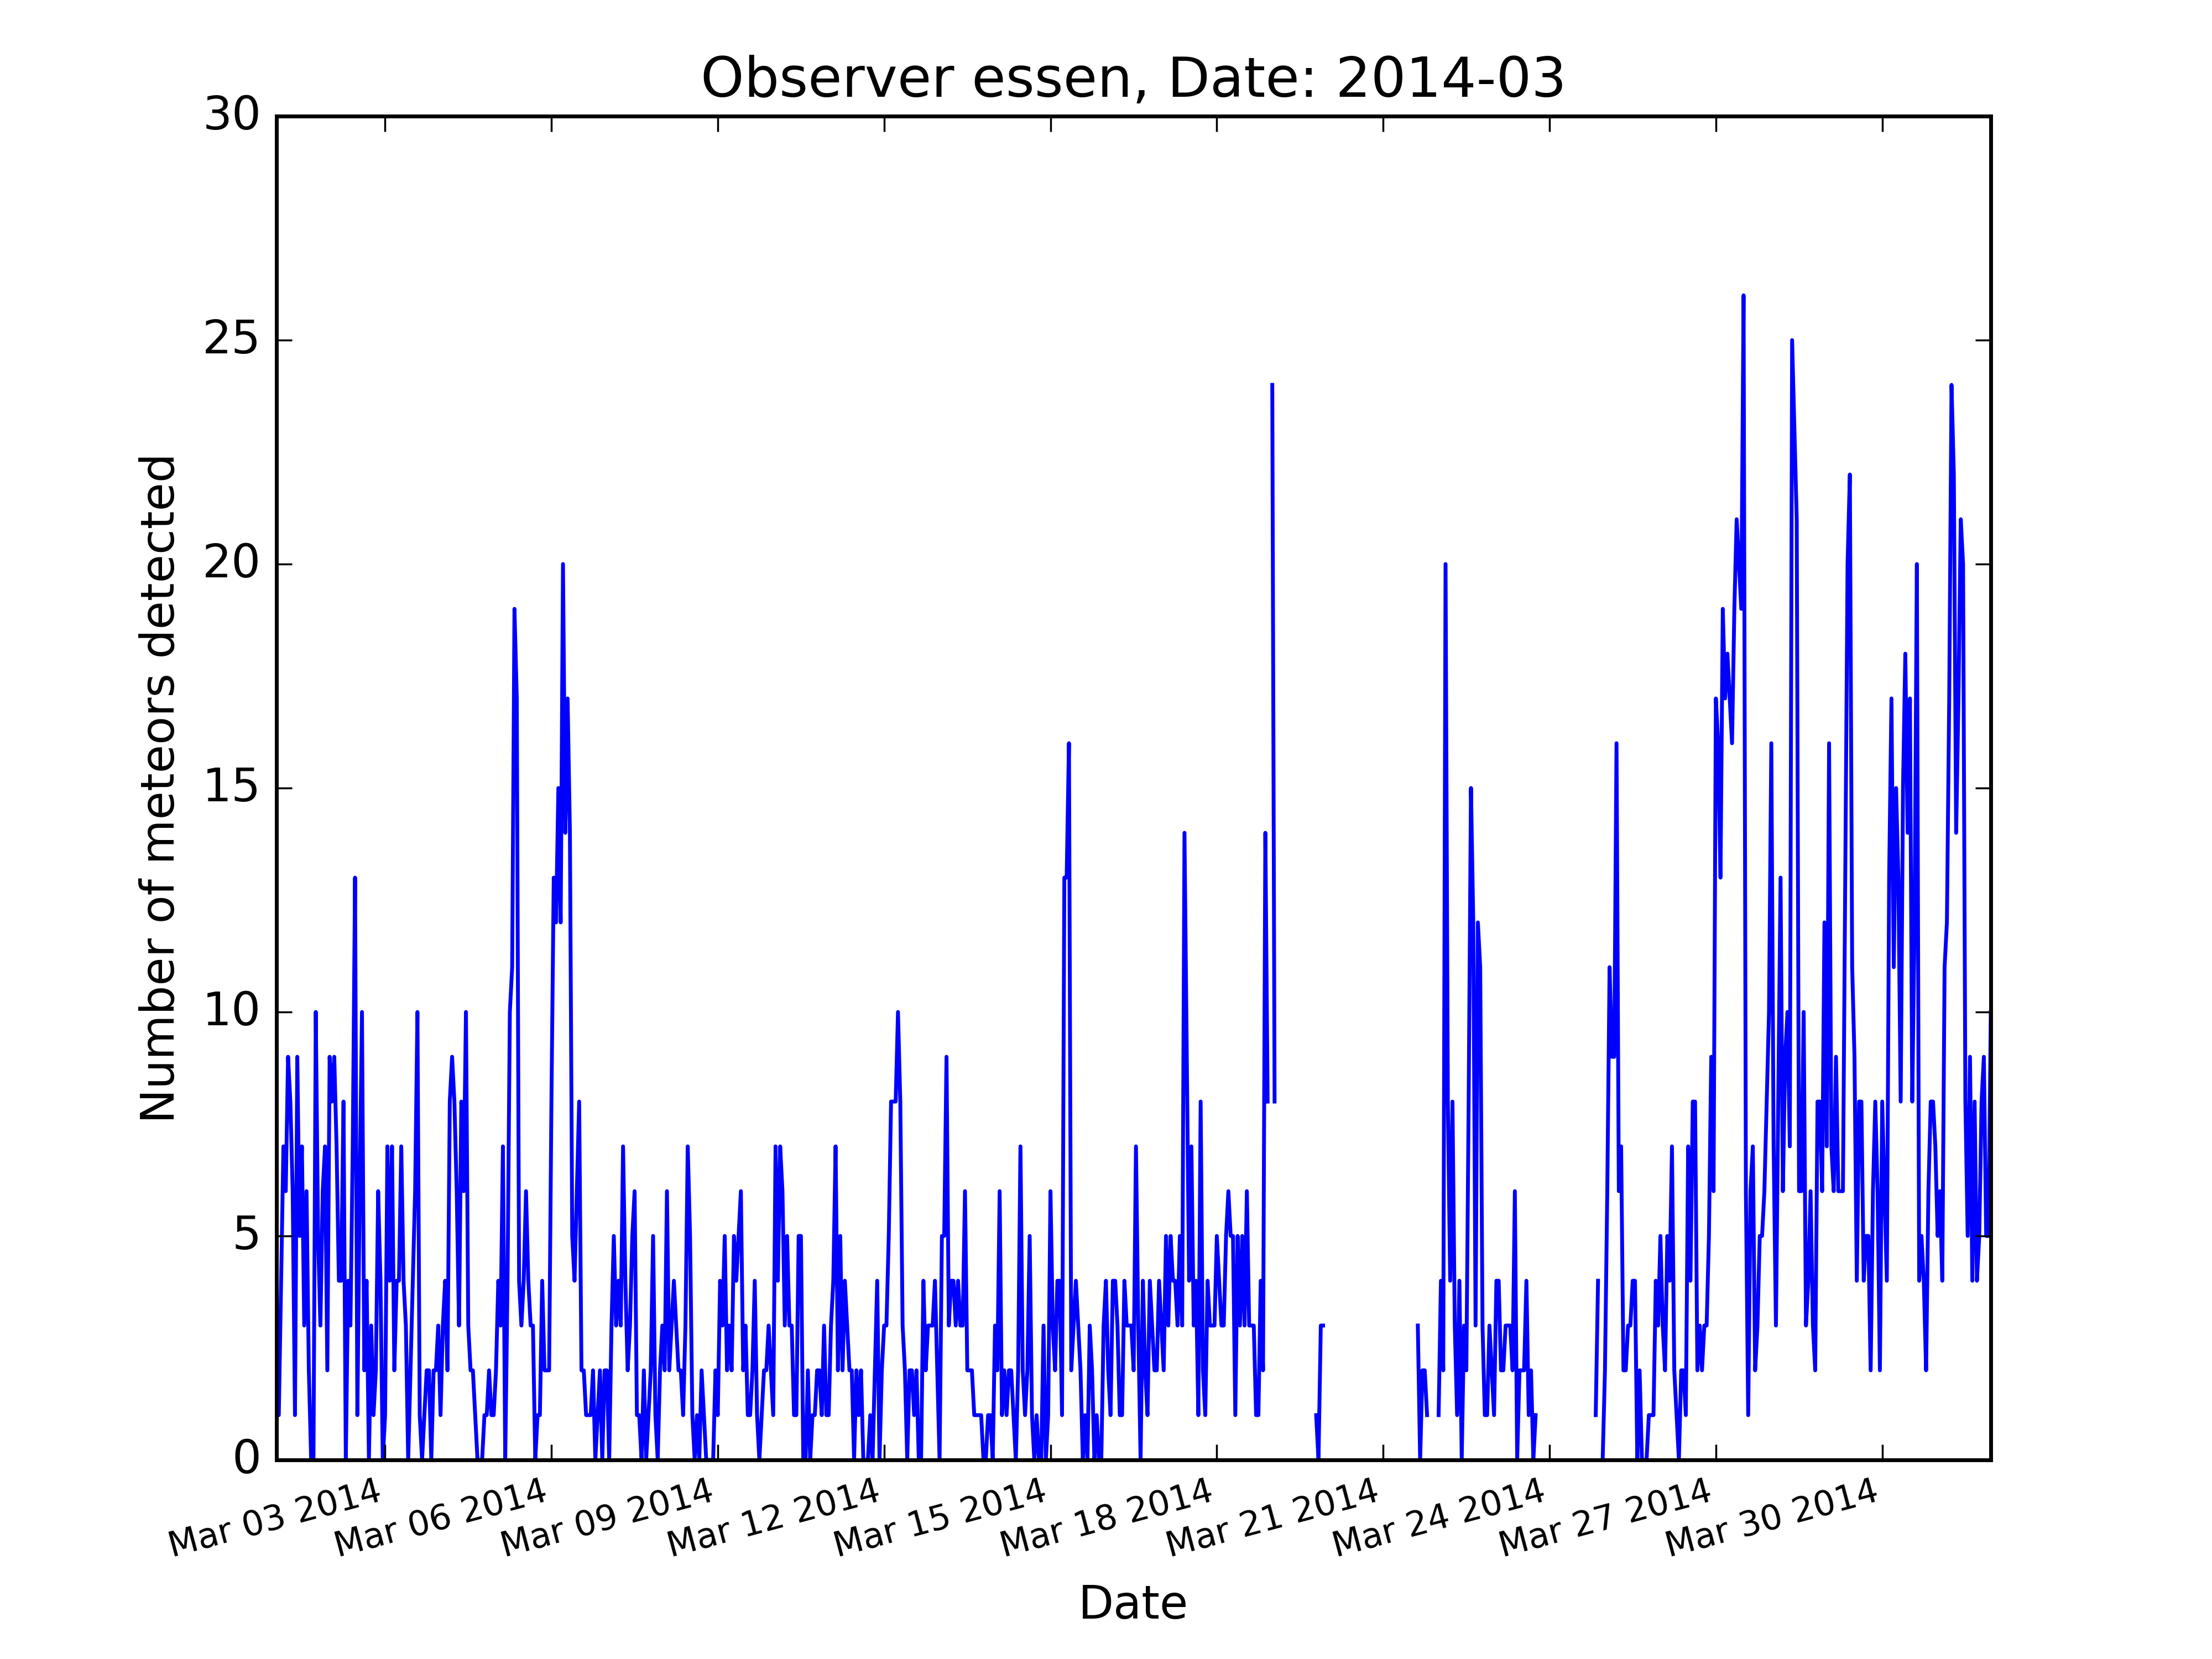 Observer essen, Date: 2014-03
30
25
20
15
10
5
0
Number of meteors detected
Mar 03 2014
Mar 06 2014
Mar 09 2014
Mar 12 2014
Mar 15 2014
Mar 18 2014
Mar 21 2014
Mar 24 2014
Mar 27 2014
Mar 30 2014
Date